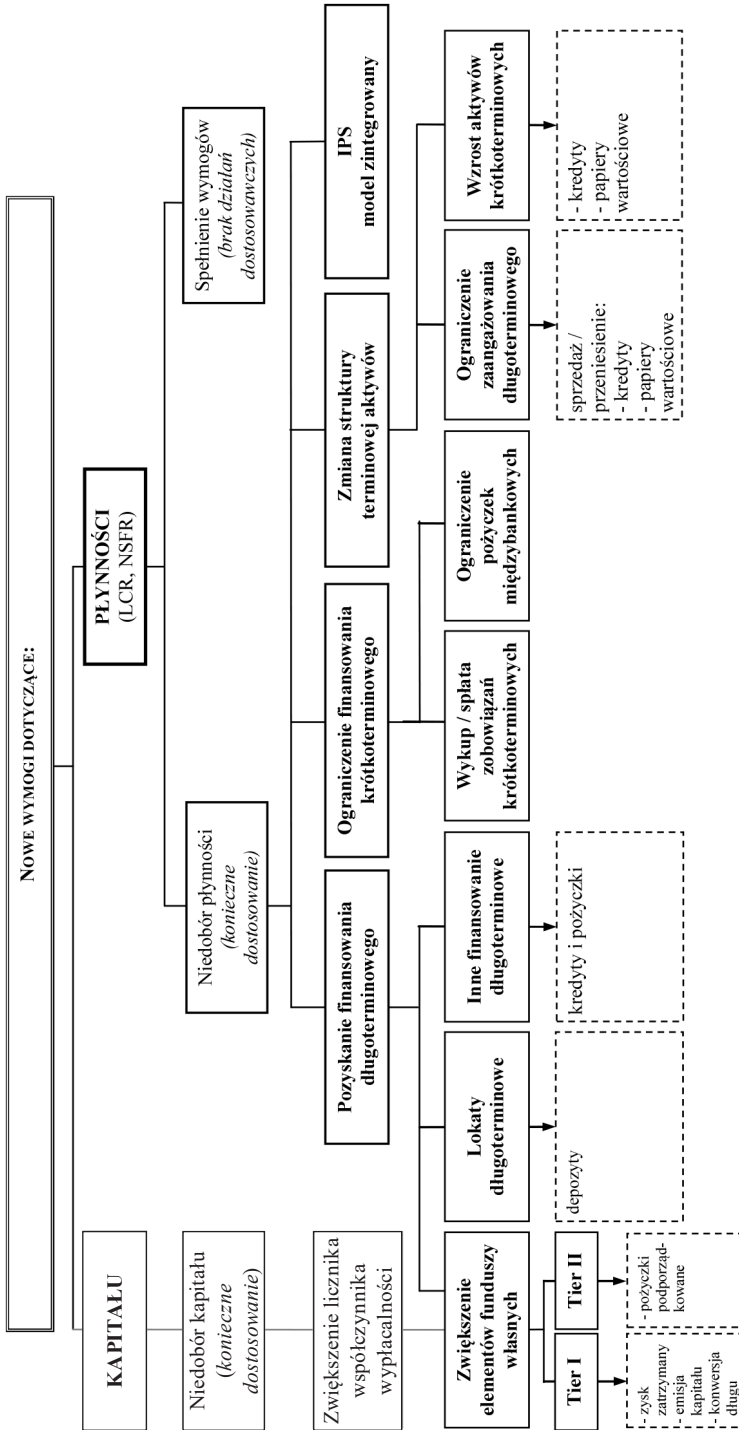 NOWE WYMOGI DOTYCZĄCE:
KAPITAŁU
PŁYNNOŚCI
(LCR, NSFR)
Niedobór kapitału
(konieczne
dostosowanie)
Niedobór płynności
(konieczne
dostosowanie)
Spełnienie wymogów
(brak działań
dostosowawczych)
Zwiększenie licznika
współczynnika
wypłacalności
Pozyskanie finansowania
długoterminowego
Ograniczenie finansowania
krótkoterminowego
Zmiana struktury
terminowej aktywów
IPS
model zintegrowany
Zwiększenie
elementów funduszy
własnych
Lokaty
długoterminowe
Inne finansowanie
długoterminowe
Wykup / spłata
zobowiązań
krótkoterminowych
Ograniczenie
pożyczek
międzybankowych
Ograniczenie
zaangażowania
długoterminowego
Wzrost aktywów
krótkoterminowych
Tier I
Tier II
depozyty
kredyty i pożyczki
sprzedaż /
przeniesienie:
- kredyty
- papiery
wartościowe
- kredyty
- papiery
wartościowe
- zysk
zatrzymany
- emisja
kapitału
- konwersja
długu
- pożyczki
podporząd-
kowane